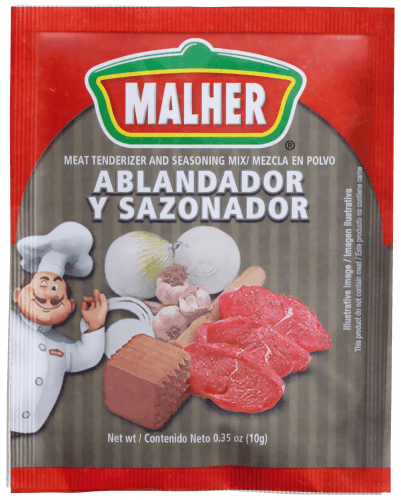 MALHER
®
MEAT TENDERIZER AND SEASONING MIX/ MEZCLA EN POLVO
ABLANDADOR
Y SAZONADOR
Illustrative image / Imagen ilustrativa
This product do not contain meat / Este producto no contiene carne
Net wt / Contenido Neto 0.35 oz (10g)